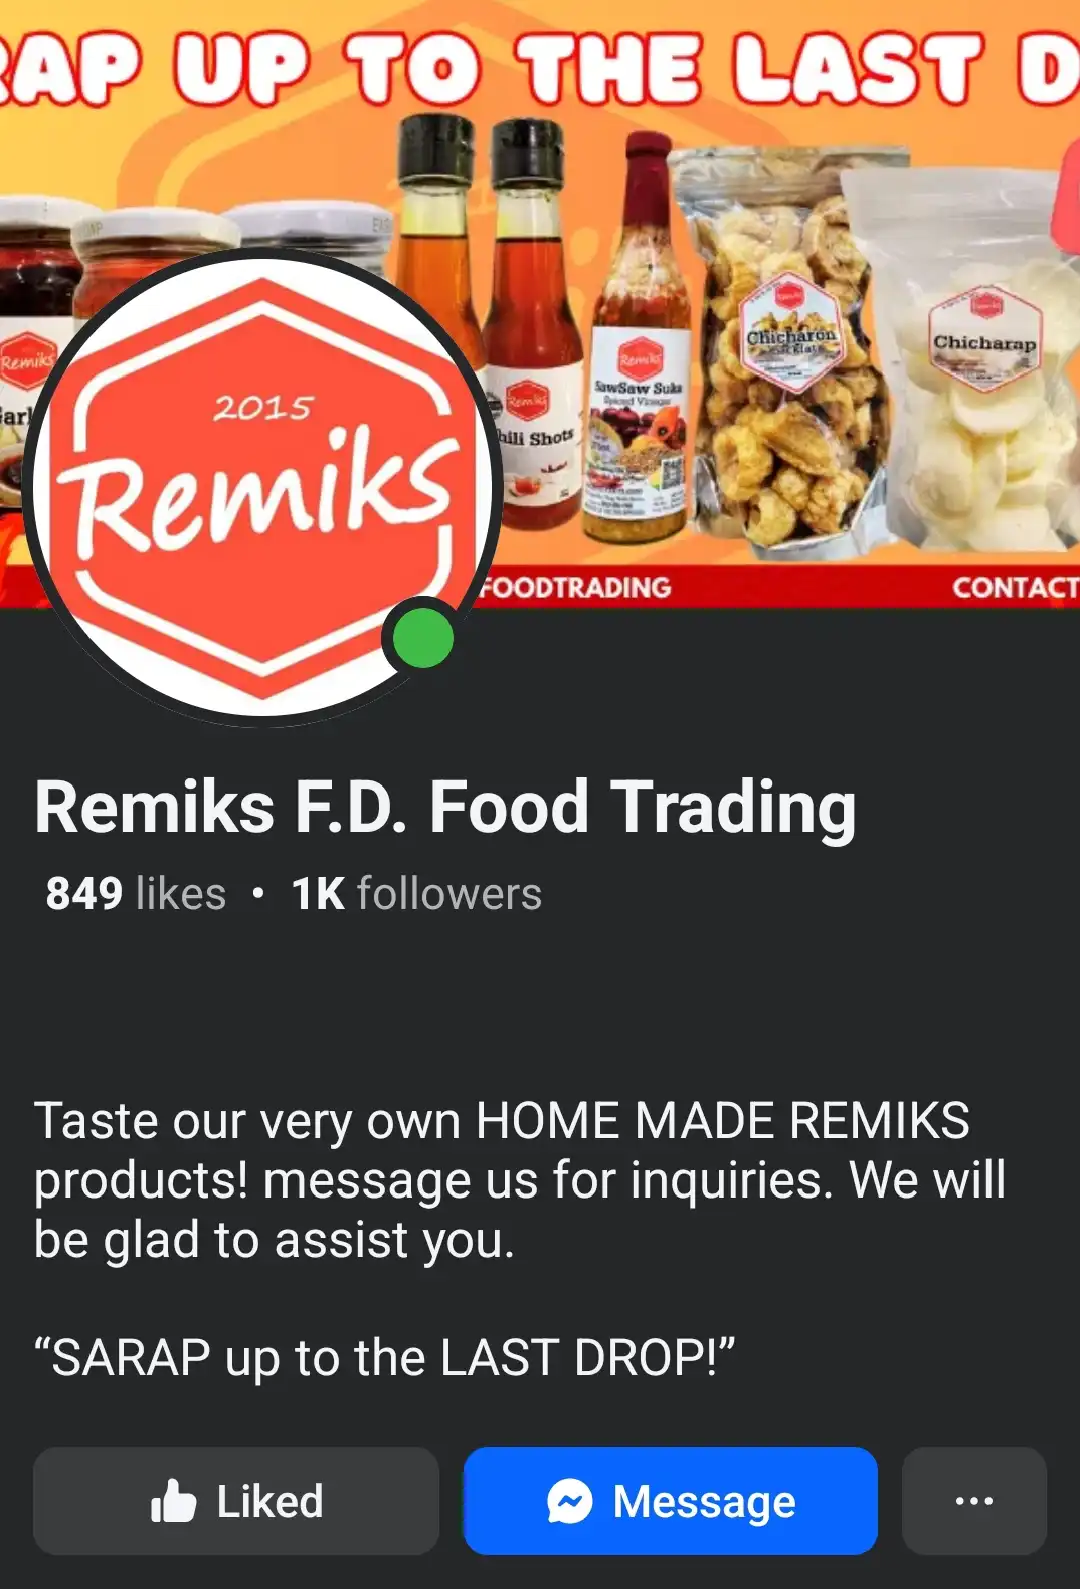 RAP UP TO THE LAST D
Remiks
2015
Remiks
Remiks
hili Shots
Remiks
SawSaw Suka
Spiced Vinegar
Chicharon
Chicharap
FOODTRADING
CONTACT
Remiks F.D. Food Trading
849 likes • 1K followers
Taste our very own HOME MADE REMIKS
products! message us for inquiries. We will
be glad to assist you.
“SARAP up to the LAST DROP!”
Liked
Message